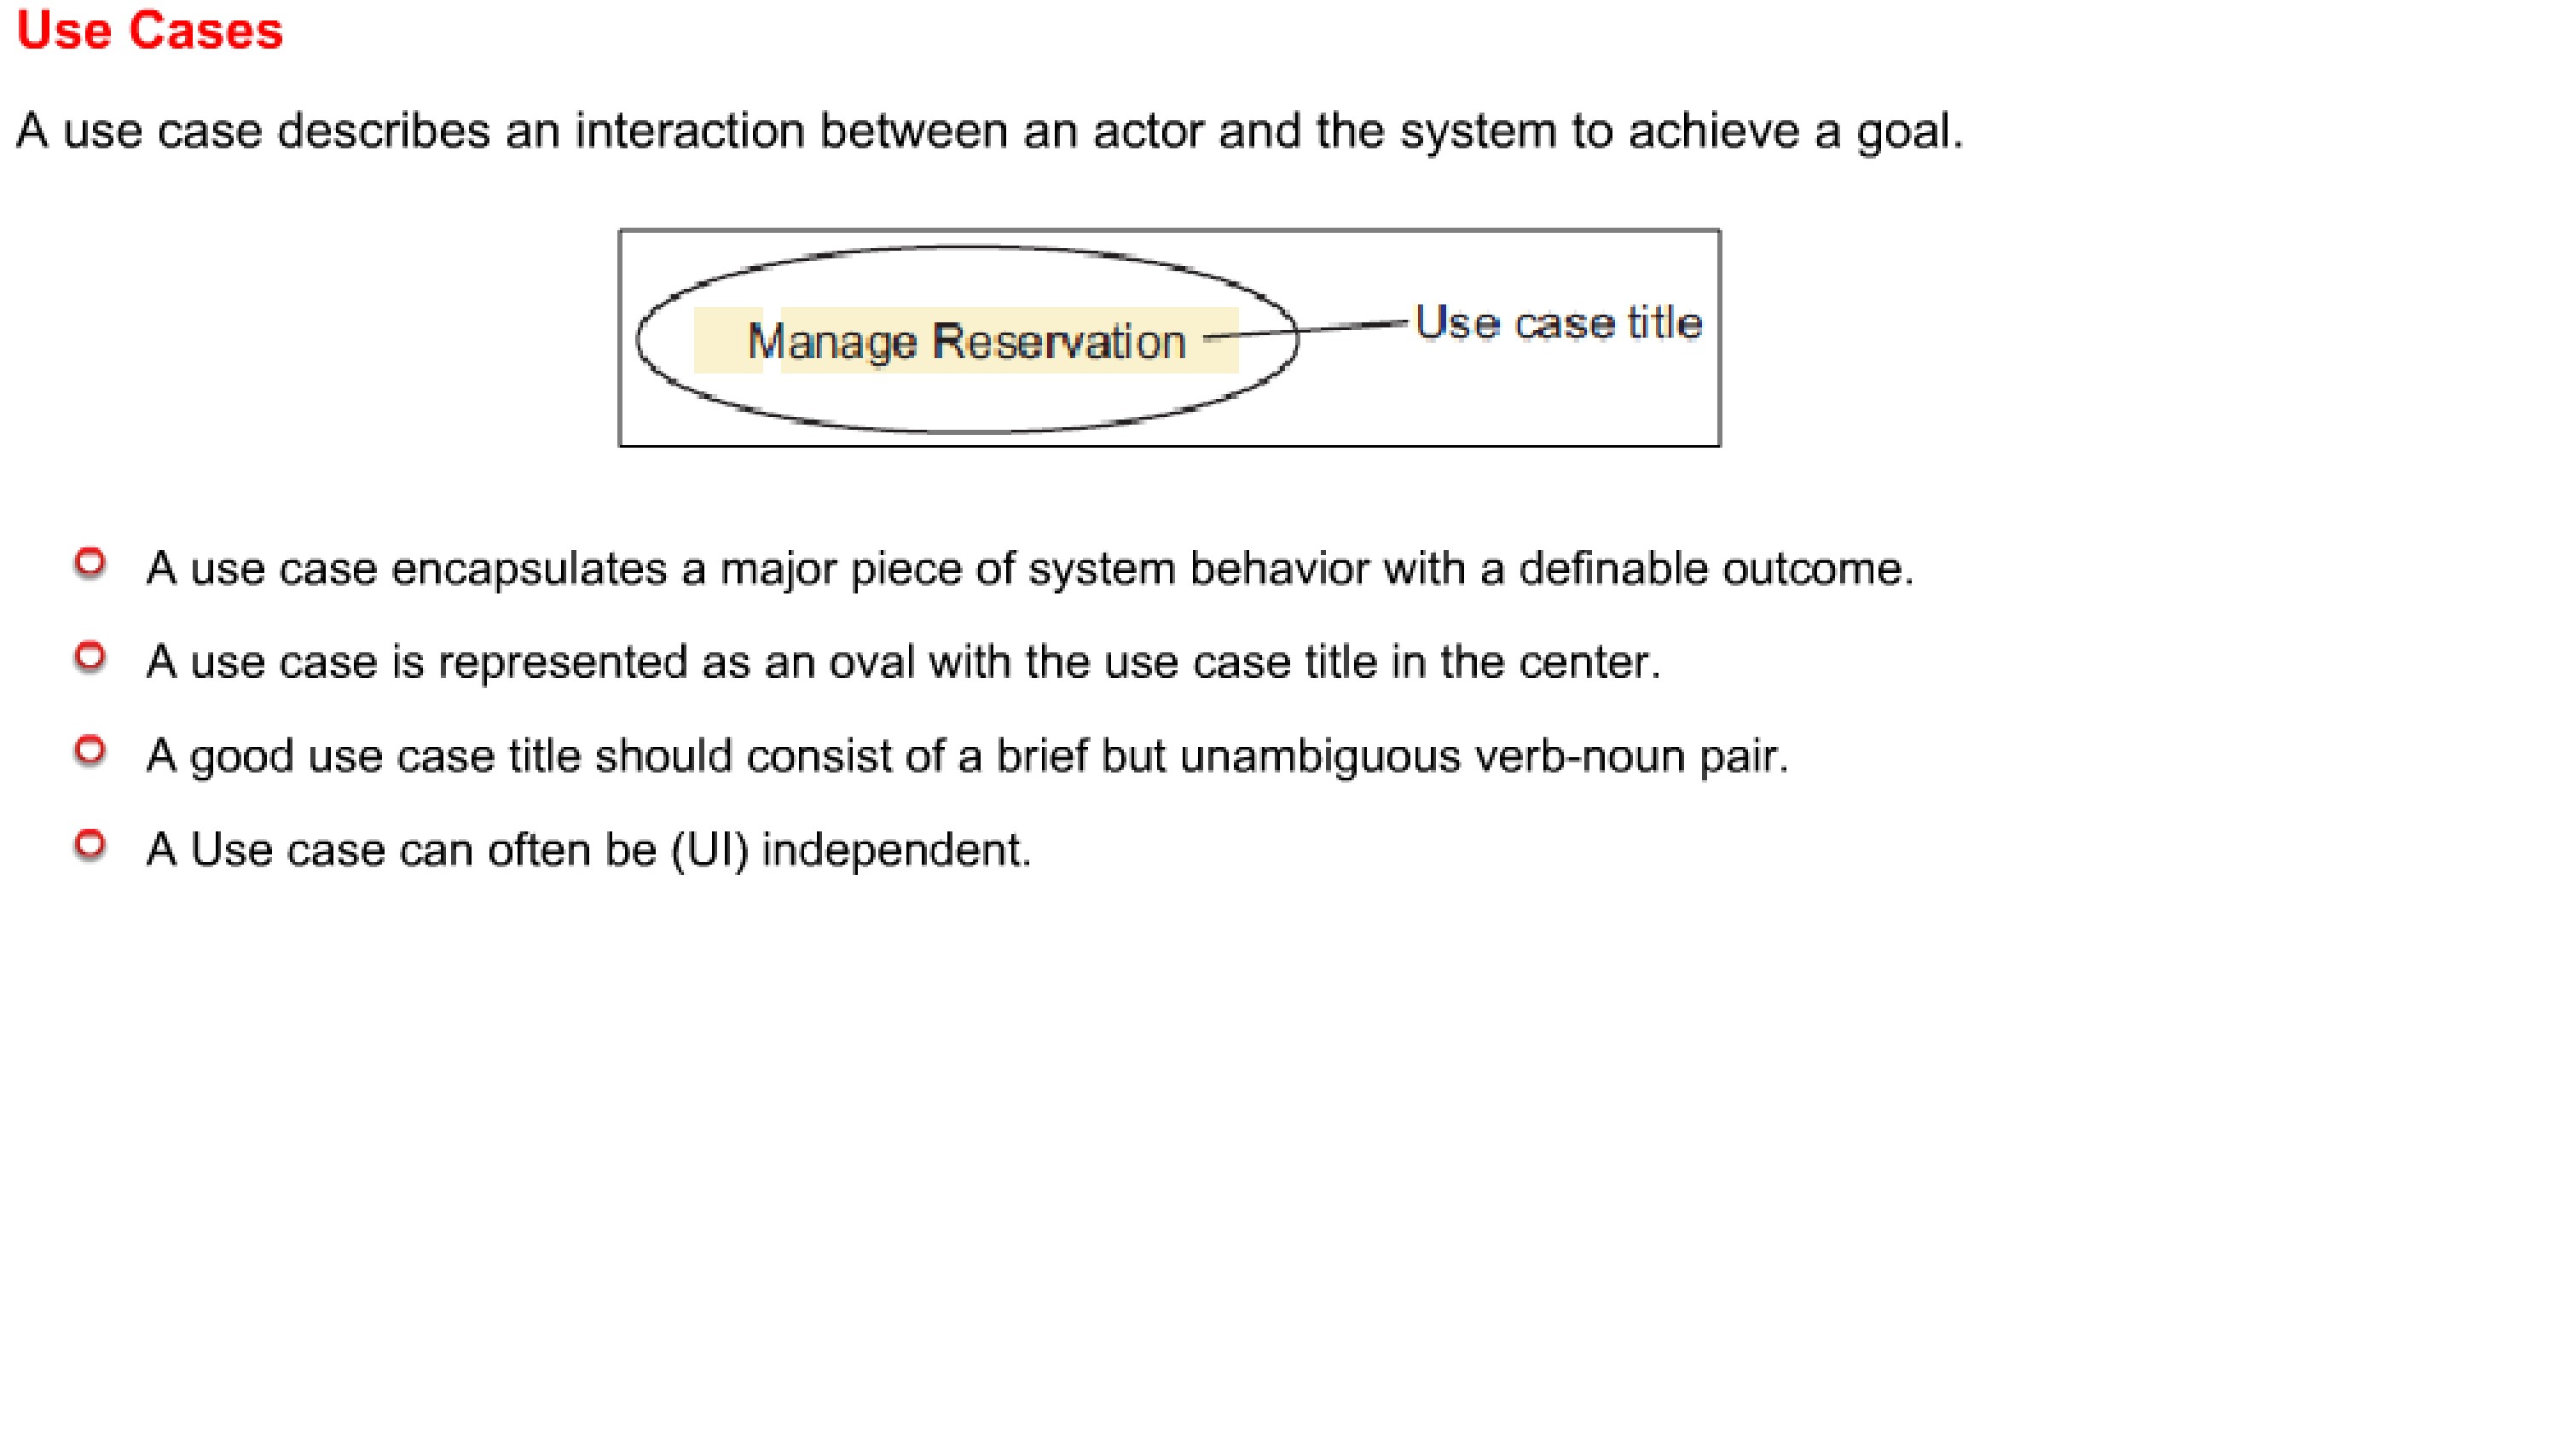 Use Cases
A use case describes an interaction between an actor and the system to achieve a goal.
Manage Reservation
Use case title
A use case encapsulates a major piece of system behavior with a definable outcome.
A use case is represented as an oval with the use case title in the center.
A good use case title should consist of a brief but unambiguous verb-noun pair.
A Use case can often be (UI) independent.